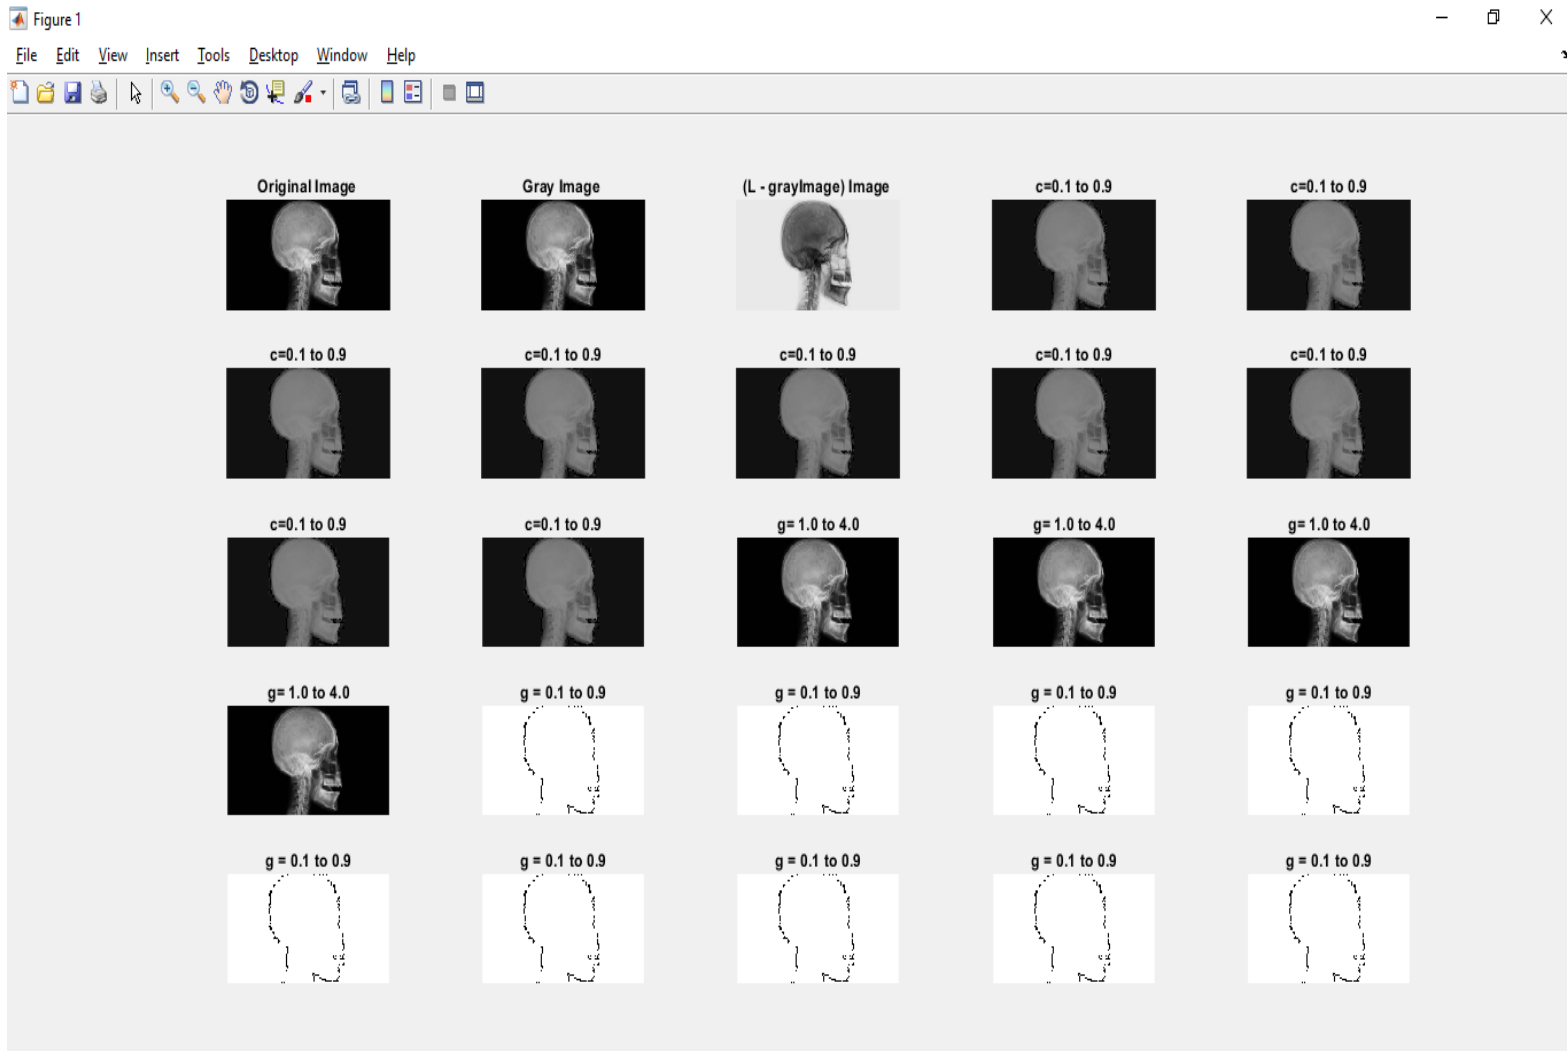 Figure 1
File Edit View Insert Tools Desktop Window Help
Original Image Gray Image (L - grayImage) Image c=0.1 to 0.9 c=0.1 to 0.9
c=0.1 to 0.9 c=0.1 to 0.9 c=0.1 to 0.9 c=0.1 to 0.9 c=0.1 to 0.9
c=0.1 to 0.9 c=0.1 to 0.9 g= 1.0 to 4.0 g= 1.0 to 4.0 g= 1.0 to 4.0
g= 1.0 to 4.0 g = 0.1 to 0.9 g = 0.1 to 0.9 g = 0.1 to 0.9 g = 0.1 to 0.9
g = 0.1 to 0.9 g = 0.1 to 0.9 g = 0.1 to 0.9 g = 0.1 to 0.9 g = 0.1 to 0.9